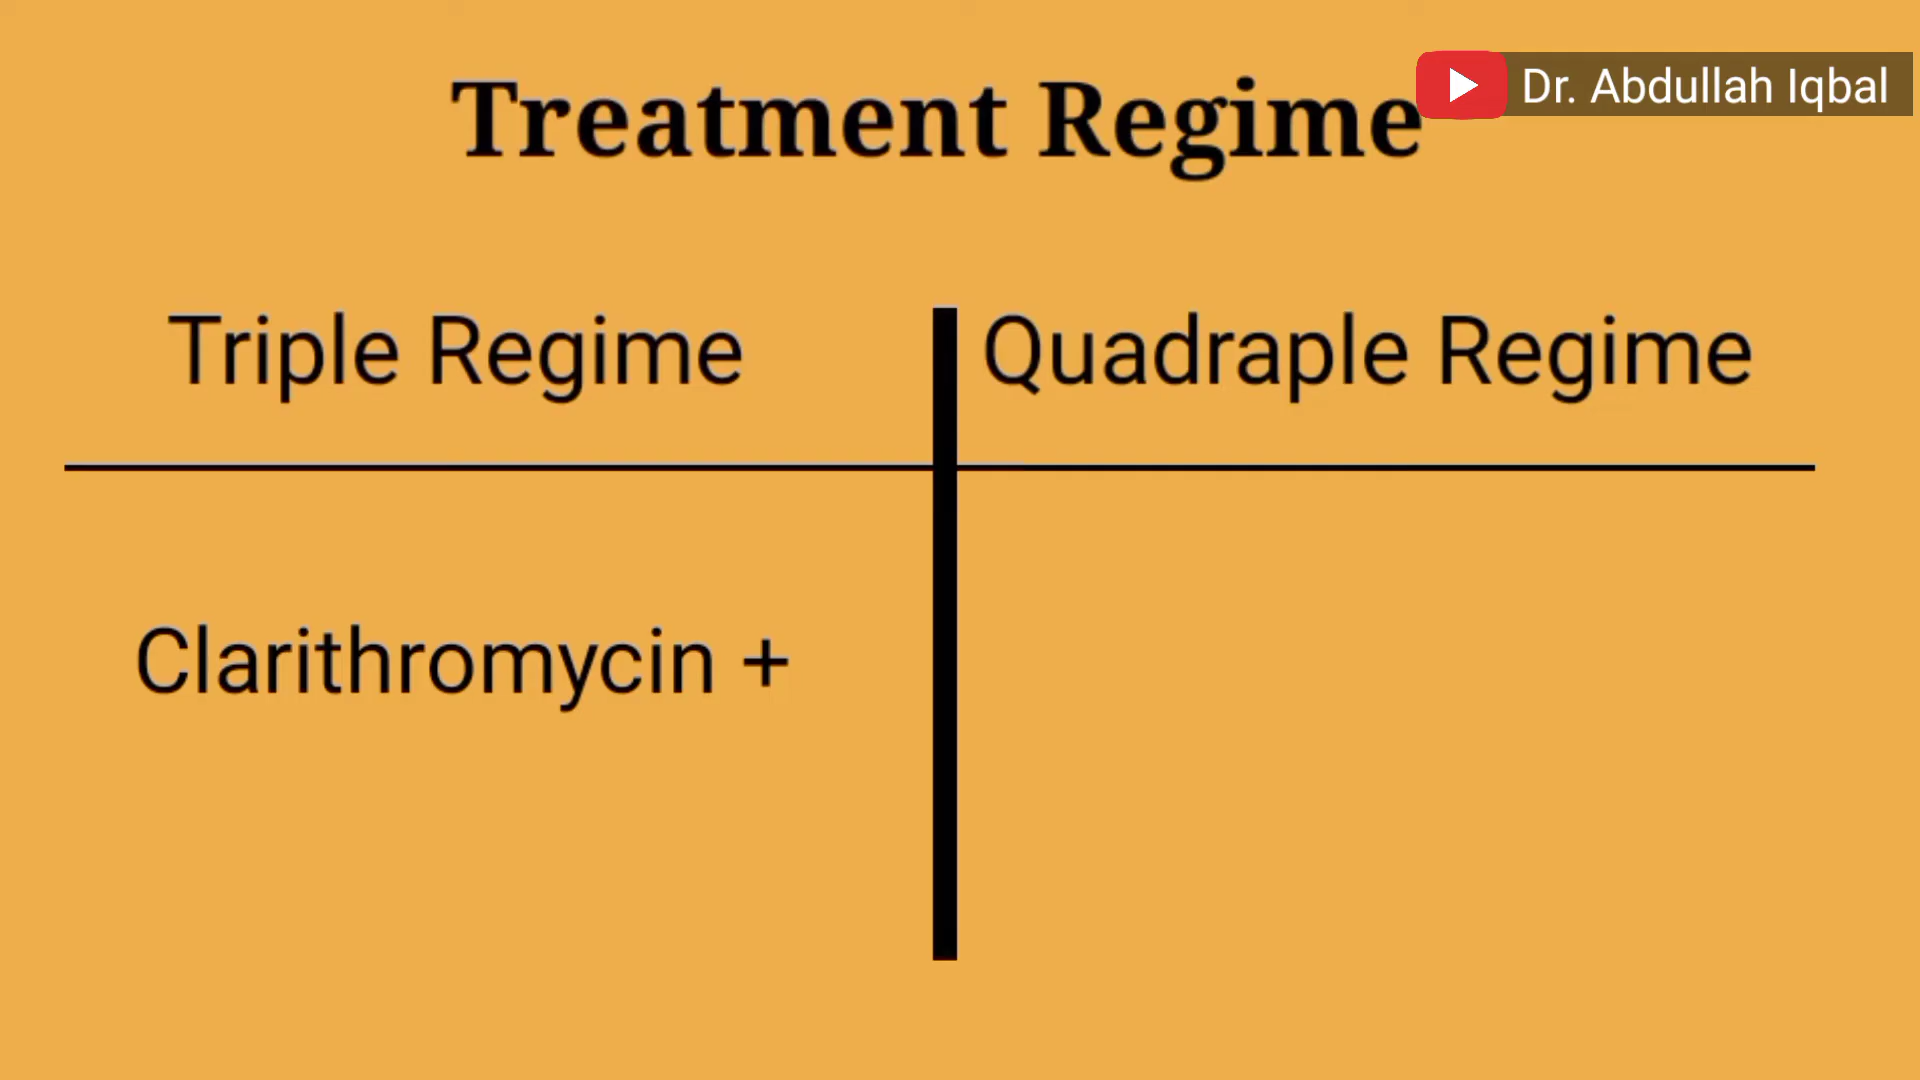 Treatment Regime
Dr. Abdullah Iqbal
Triple Regime
Quadraple Regime
Clarithromycin +